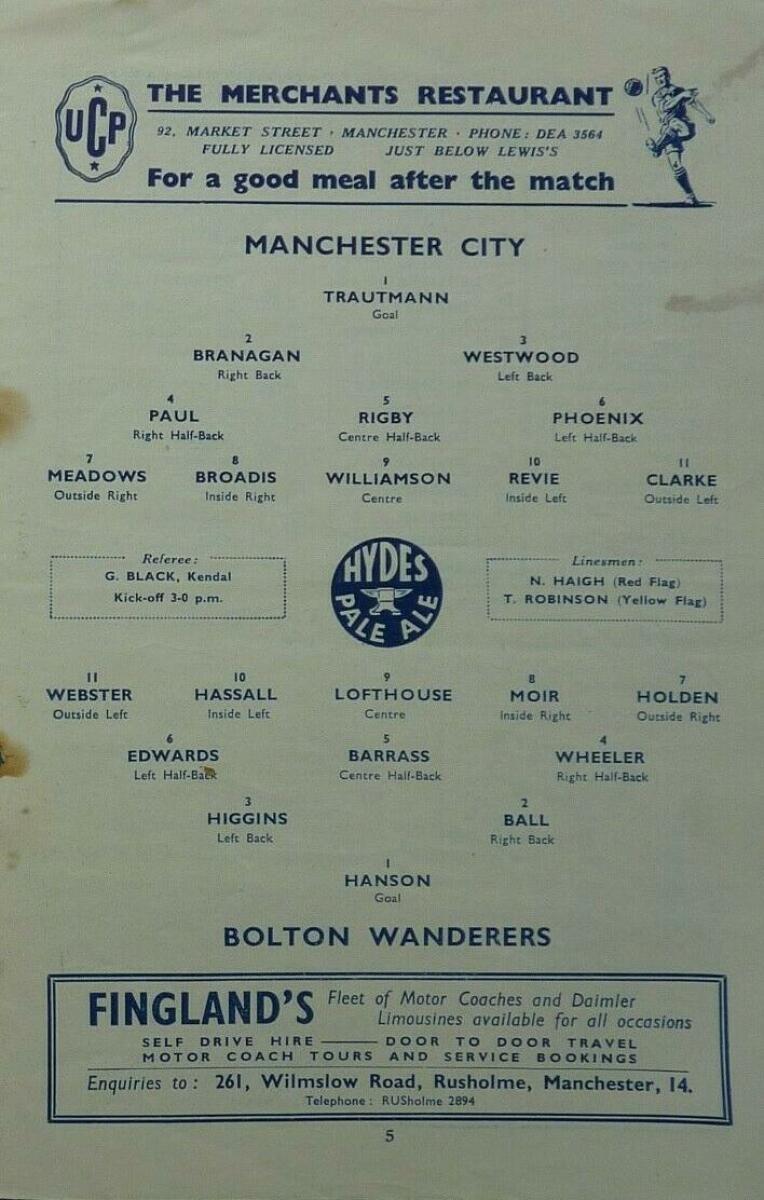 UCP
THE MERCHANTS RESTAURANT
92, MARKET STREET · MANCHESTER · PHONE: DEA 3564
FULLY LICENSED JUST BELOW LEWIS'S
For a good meal after the match
MANCHESTER CITY
1
TRAUTMANN
Goal
2 3
BRANAGAN WESTWOOD
Right Back Left Back
4 5 6
PAUL RIGBY PHOENIX
Right Half-Back Centre Half-Back Left Half-Back
7 8 9 10 11
MEADOWS BROADIS WILLIAMSON REVIE CLARKE
Outside Right Inside Right Centre Inside Left Outside Left
Referee:
G. BLACK, Kendal
Kick-off 3-0 p.m.
HYDES
PALE ALE
Linesmen:
N. HAIGH (Red Flag)
T. ROBINSON (Yellow Flag)
11 10 9 8 7
WEBSTER HASSALL LOFTHOUSE MOIR HOLDEN
Outside Left Inside Left Centre Inside Right Outside Right
6 5 4
EDWARDS BARRASS WHEELER
Left Half-Back Centre Half-Back Right Half-Back
3 2
HIGGINS BALL
Left Back Right Back
1
HANSON
Goal
BOLTON WANDERERS
FINGLAND'S Fleet of Motor Coaches and Daimler
Limousines available for all occasions
SELF DRIVE HIRE —— DOOR TO DOOR TRAVEL
MOTOR COACH TOURS AND SERVICE BOOKINGS
Enquiries to: 261, Wilmslow Road, Rusholme, Manchester, 14.
Telephone: RUSholme 2894
5